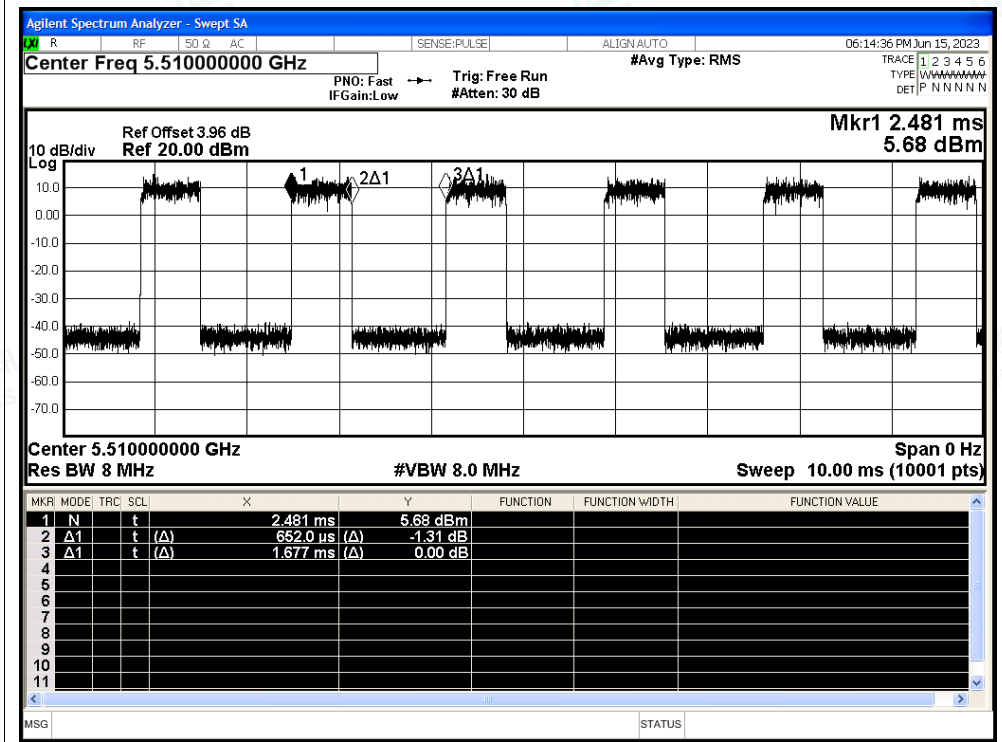 Agilent Spectrum Analyzer - Swept SA
LXI R RF 50 Ω AC SENSE:PULSE ALIGN AUTO 06:14:36 PM Jun 15, 2023
Center Freq 5.510000000 GHz #Avg Type: RMS TRACE 1 2 3 4 5 6
PNO: Fast Trig: Free Run TYPE
IFGain:Low #Atten: 30 dB DET P N N N N N
Mkr1 2.481 ms
Ref Offset 3.96 dB
10 dB/div Ref 20.00 dBm 5.68 dBm
Log
1 2Δ1 3Δ1
10.0
0.00
-10.0
-20.0
-30.0
-40.0
-50.0
-60.0
-70.0
Center 5.510000000 GHz Span 0 Hz
Res BW 8 MHz #VBW 8.0 MHz Sweep 10.00 ms (10001 pts)
MKR MODE TRC SCL X Y FUNCTION FUNCTION WIDTH FUNCTION VALUE
1 N t 2.481 ms 5.68 dBm
2 Δ1 t (Δ) 652.0 µs (Δ) -1.31 dB
3 Δ1 t (Δ) 1.677 ms (Δ) 0.00 dB
4
5
6
7
8
9
10
11
MSG STATUS